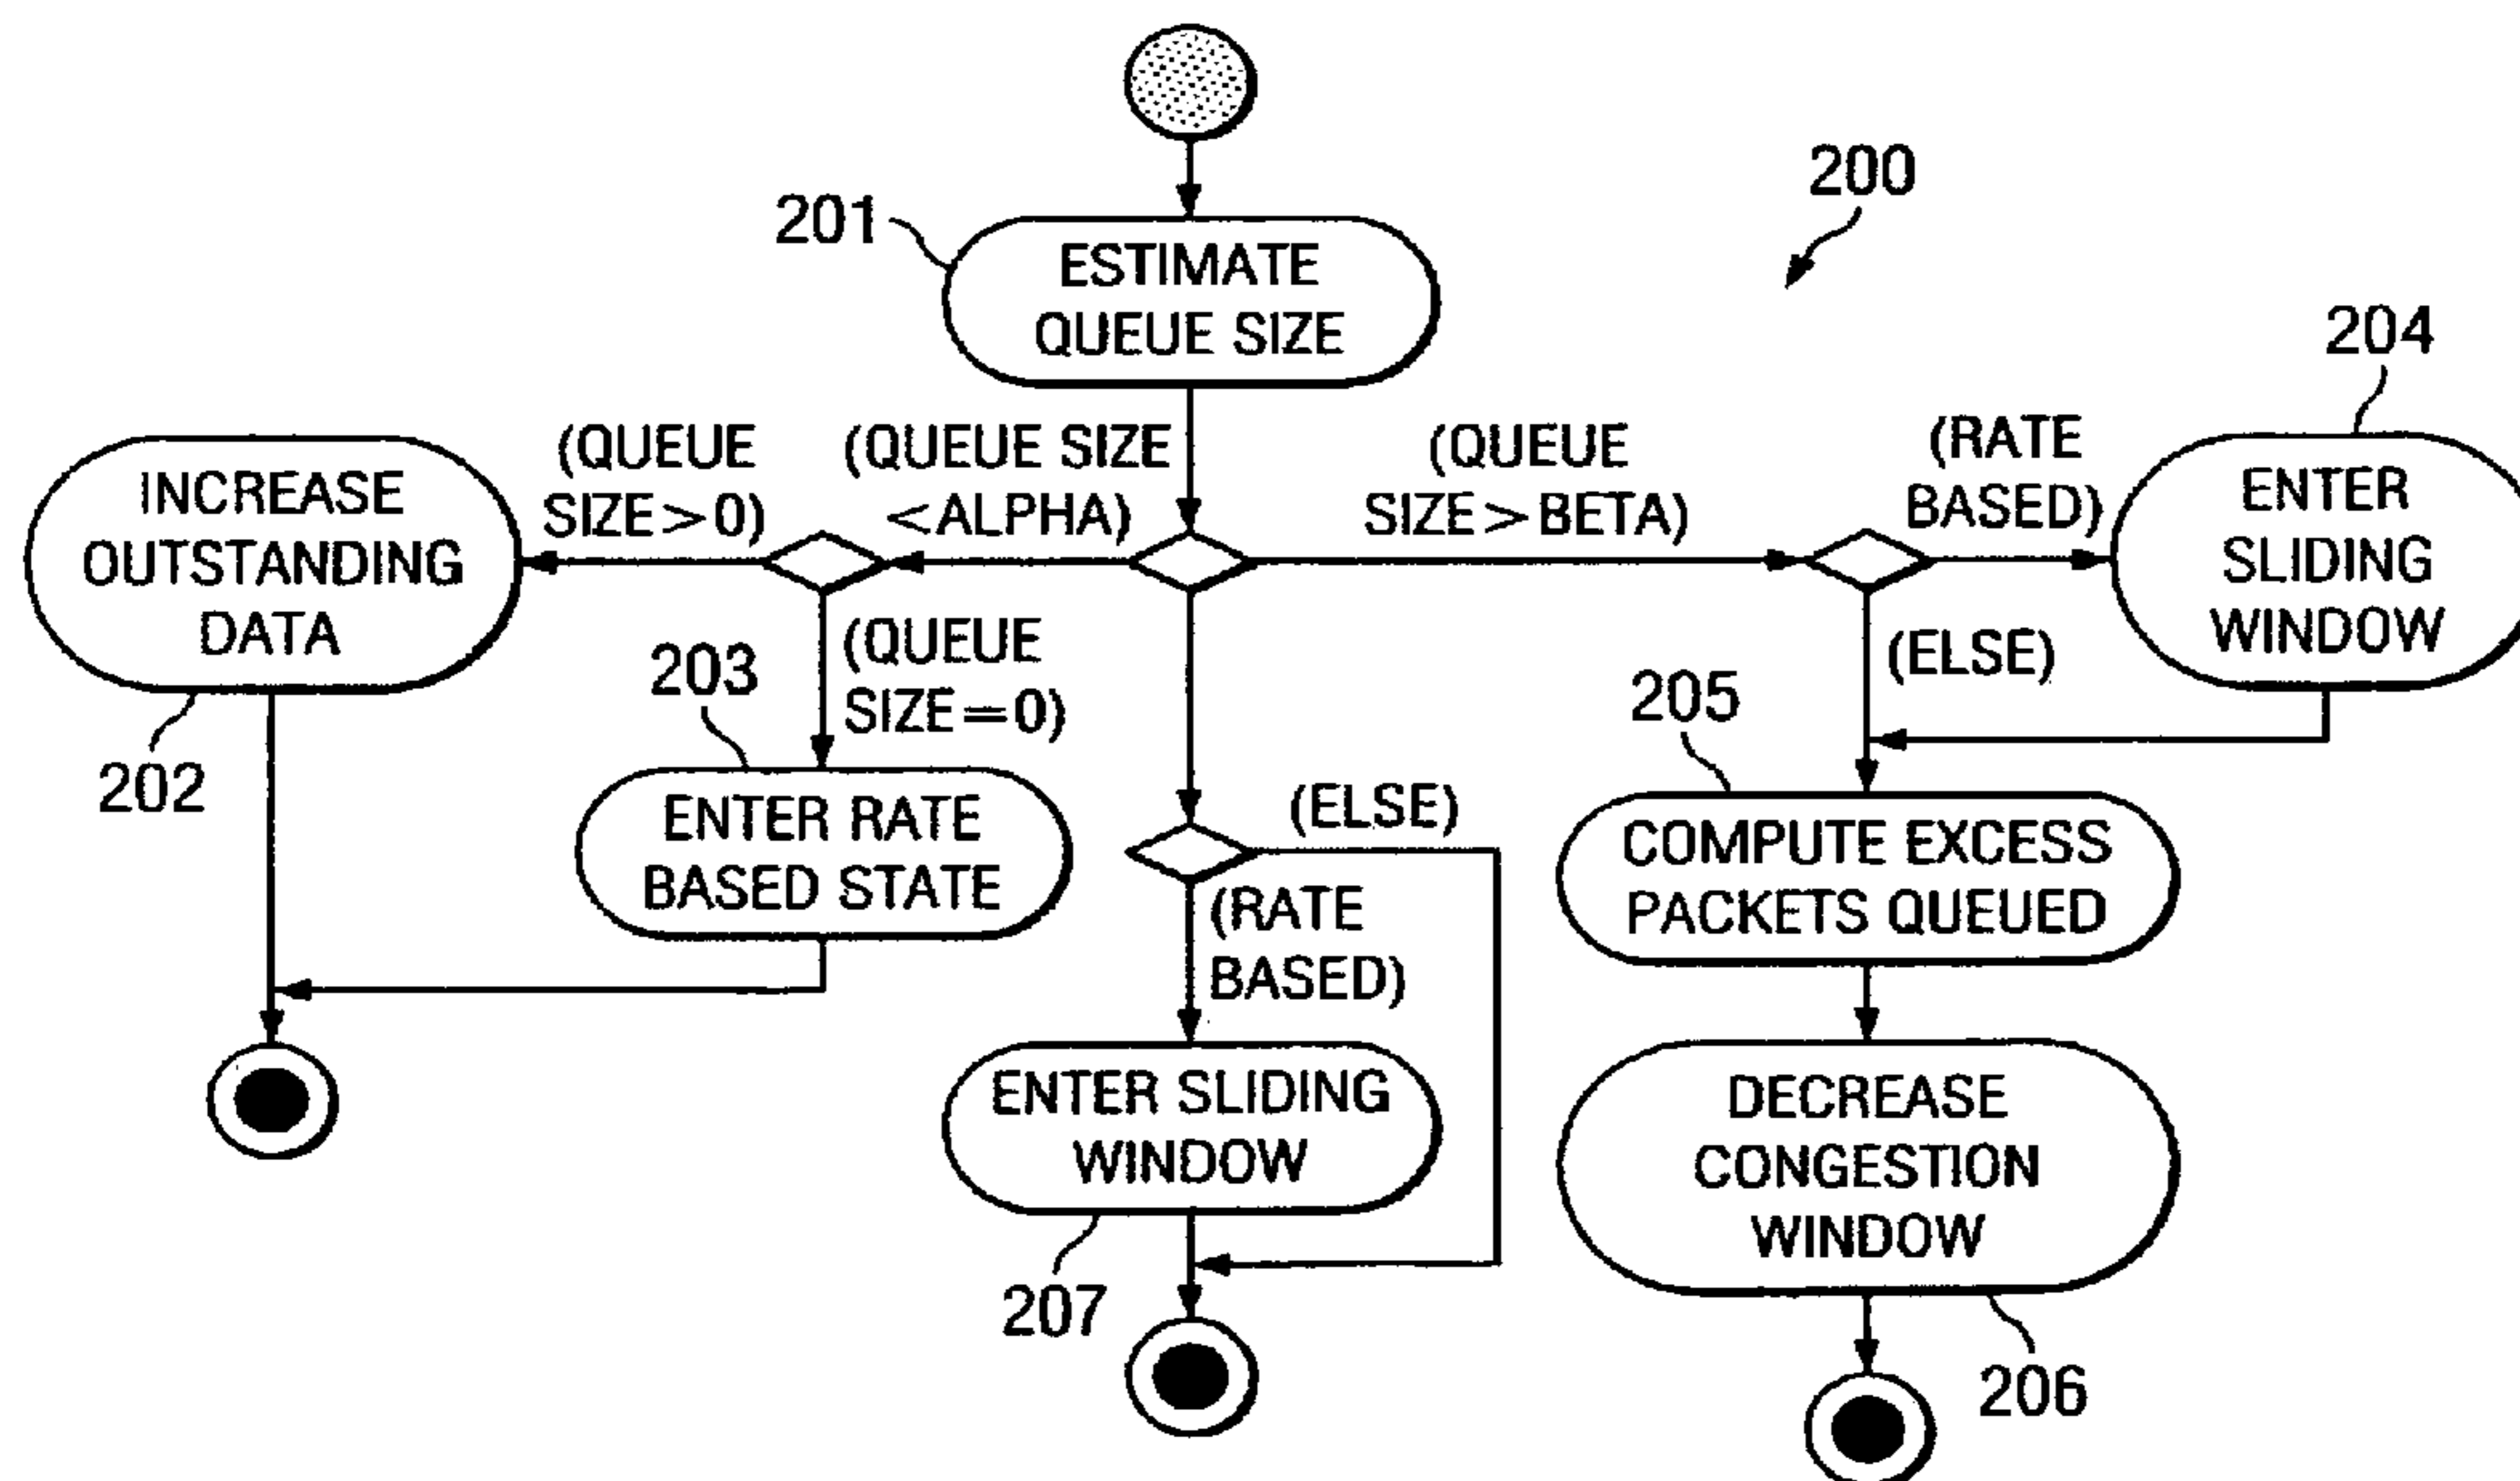 200
201
ESTIMATE
QUEUE SIZE
204
(QUEUE
SIZE>0)
(QUEUE SIZE
<ALPHA)
(QUEUE
SIZE>BETA)
(RATE
BASED)
INCREASE
OUTSTANDING
DATA
202
ENTER
SLIDING
WINDOW
(QUEUE
SIZE=0)
203
ENTER RATE
BASED STATE
(ELSE)
205
COMPUTE EXCESS
PACKETS QUEUED
(ELSE)
(RATE
BASED)
ENTER SLIDING
WINDOW
207
DECREASE
CONGESTION
WINDOW
206